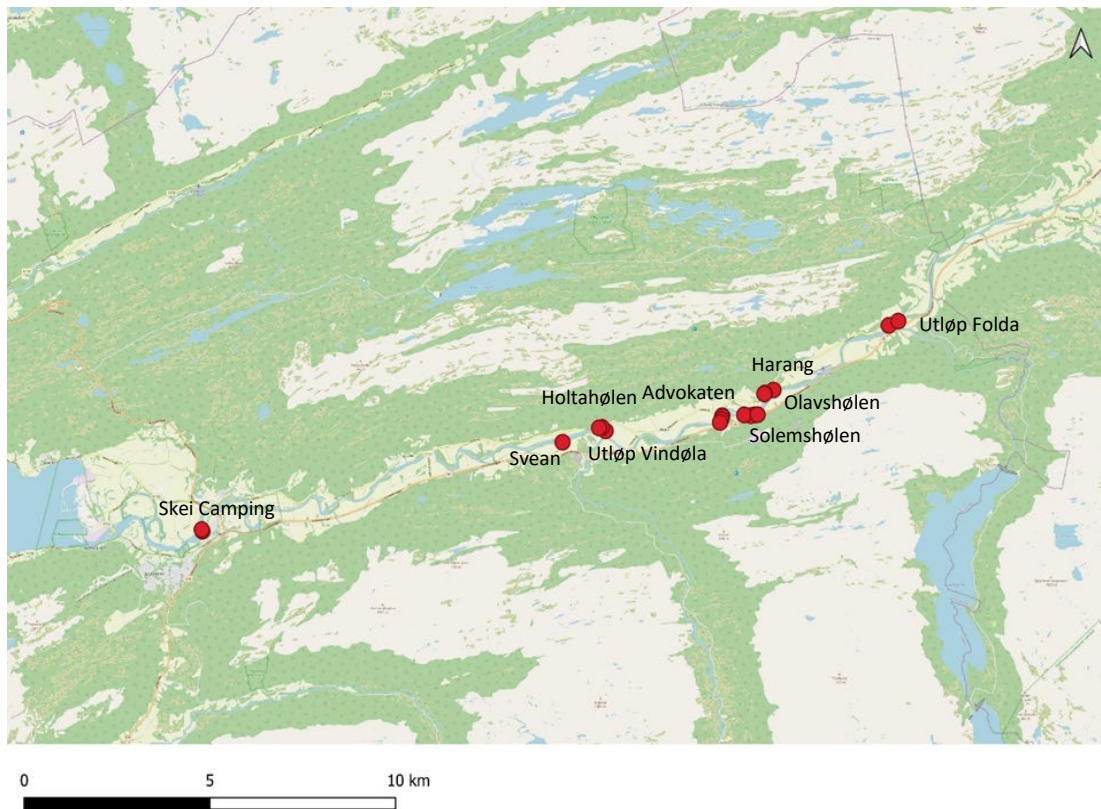 Utløp Folda
Harang
Holtahølen
Advokaten
Olavshølen
Solemshølen
Svean
Utløp Vindøla
Skei Camping
0
5
10 km